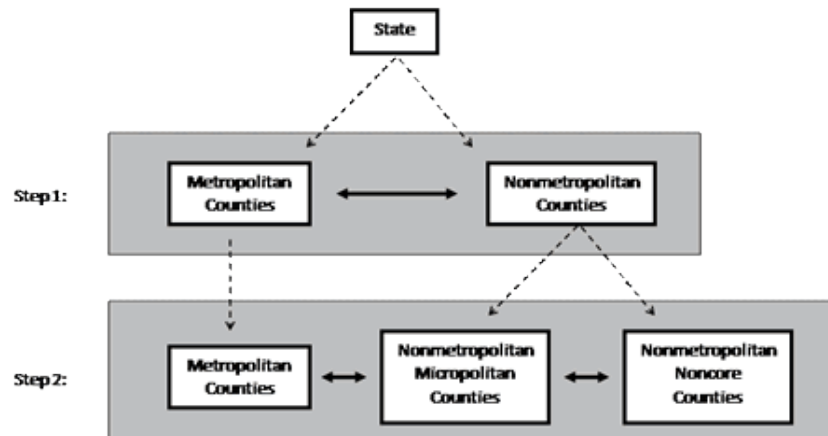 State
Step 1:
Metropolitan
Counties
Nonmetropolitan
Counties
Step 2:
Metropolitan
Counties
Nonmetropolitan
Micropolitan
Counties
Nonmetropolitan
Noncore
Counties